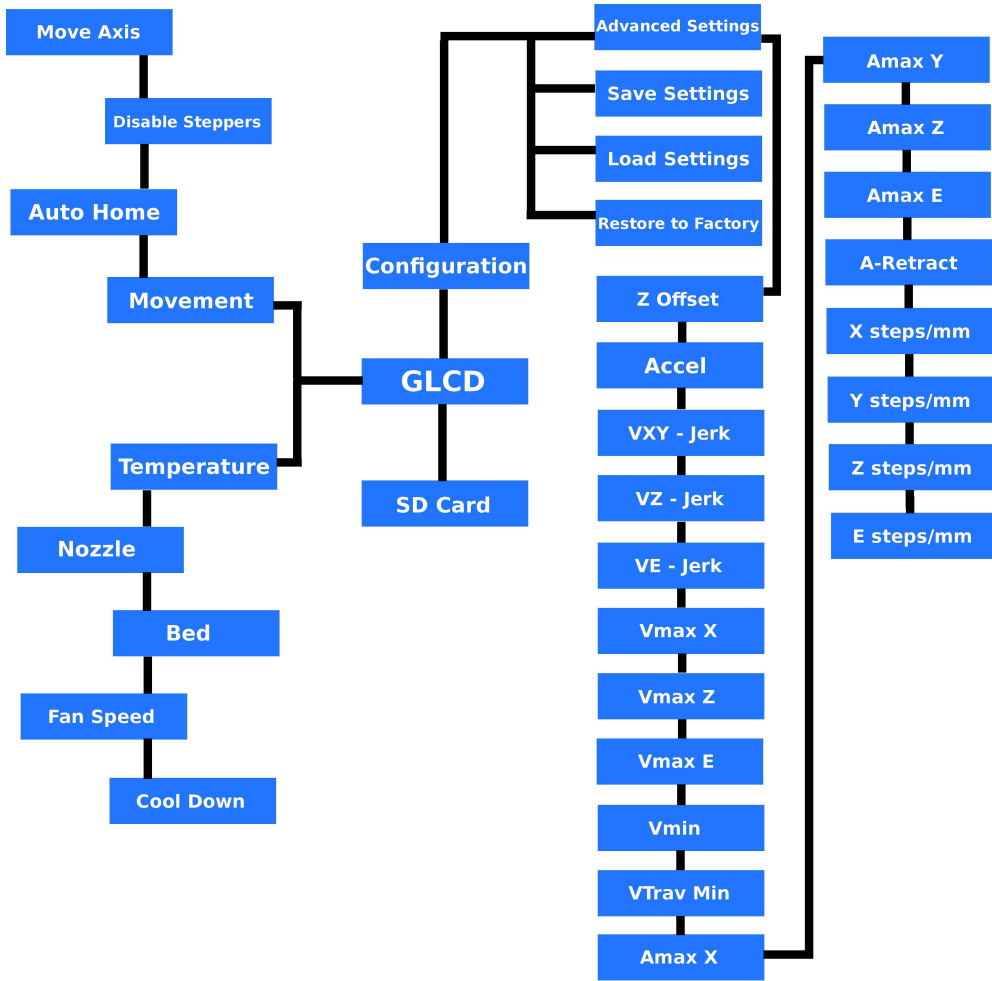 Move Axis
Disable Steppers
Auto Home
Movement
Temperature
Nozzle
Bed
Fan Speed
Cool Down
Configuration
GLCD
SD Card
Advanced Settings
Save Settings
Load Settings
Restore to Factory
Z Offset
Accel
VXY - Jerk
VZ - Jerk
VE - Jerk
Vmax X
Vmax Z
Vmax E
Vmin
VTrav Min
Amax X
Amax Y
Amax Z
Amax E
A-Retract
X steps/mm
Y steps/mm
Z steps/mm
E steps/mm